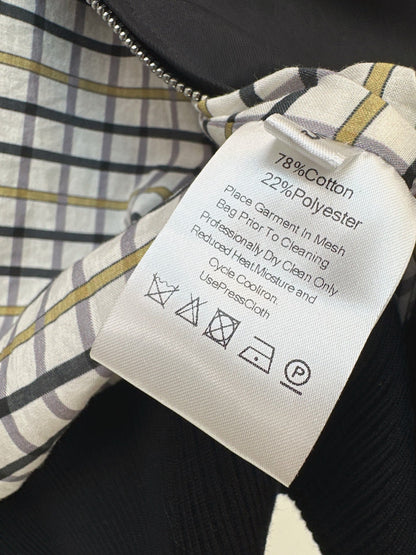 78%Cotton
22%Polyester
Place Garment In Mesh
Bag Prior To Cleaning
Professionally Dry Clean Only
Reduced Heat.Miosture and
Cycle. Cooliron.
UsePressCloth
P